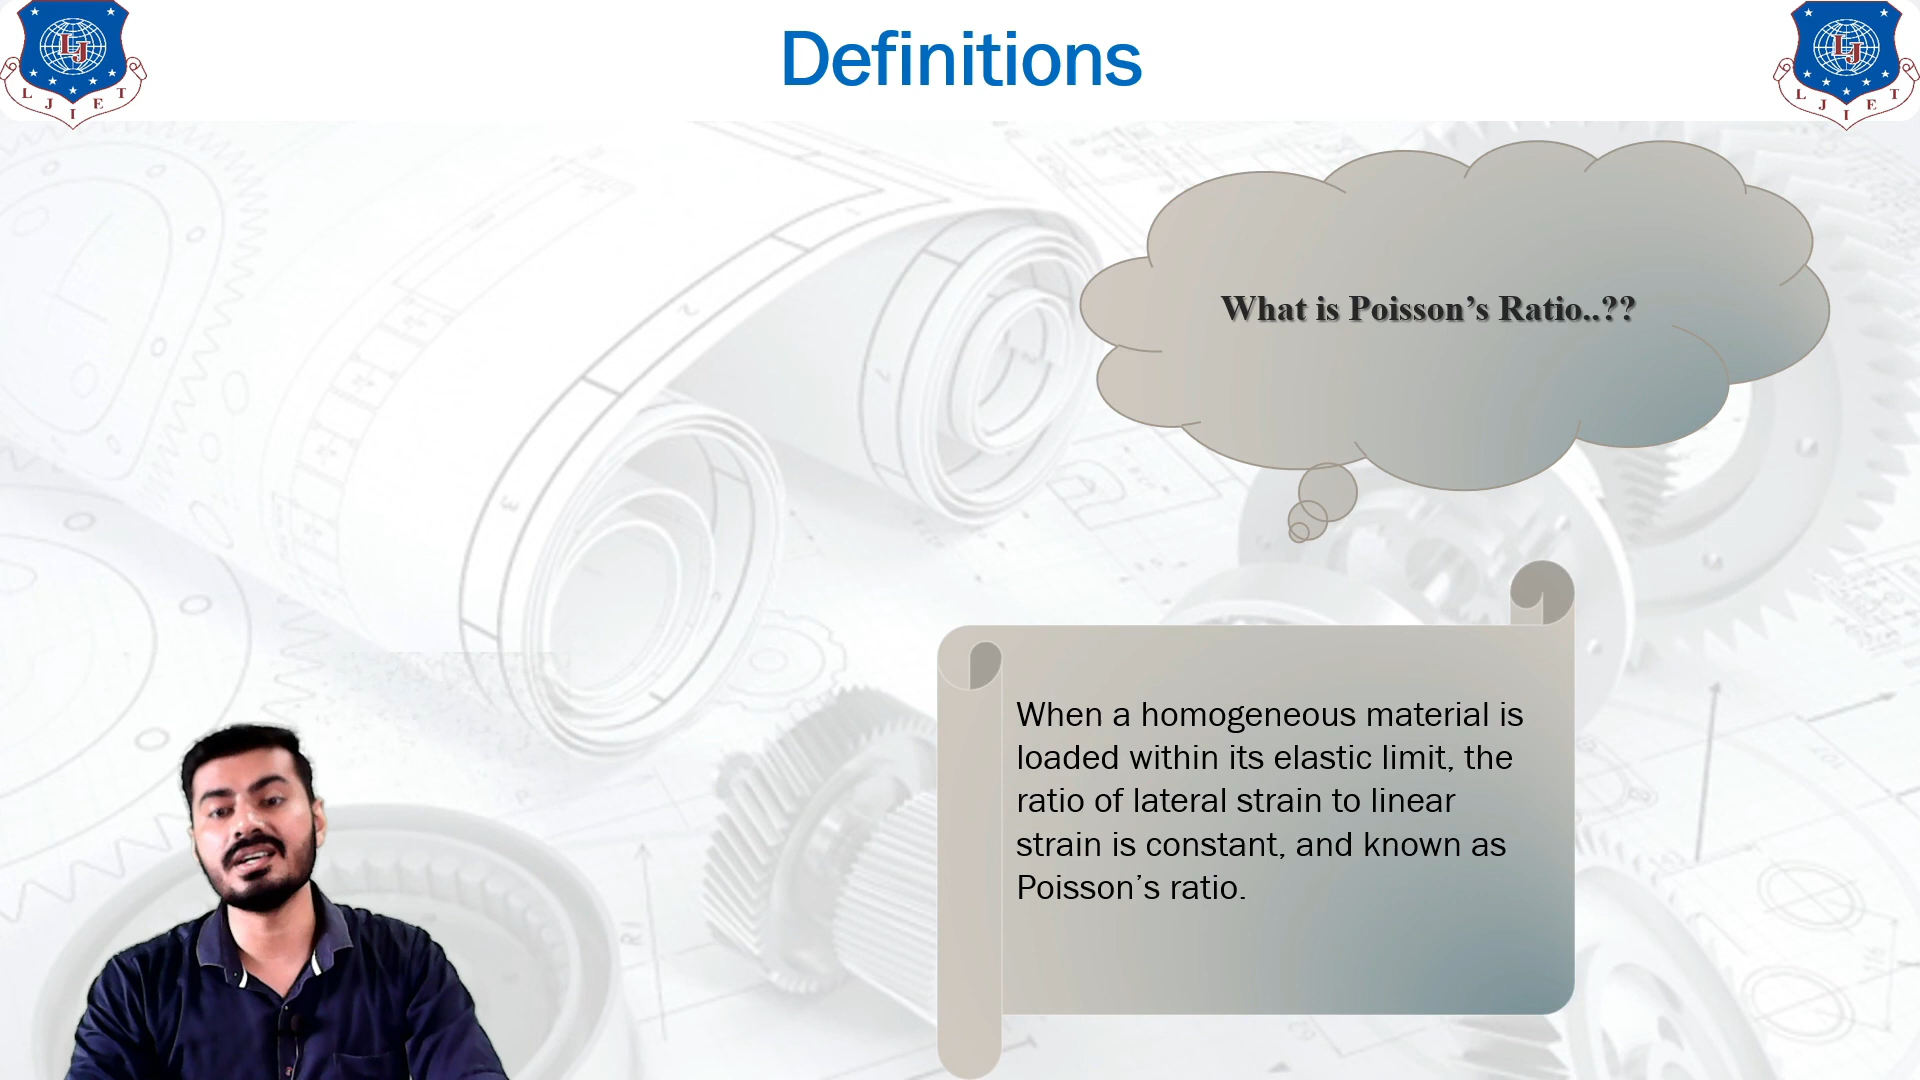 Definitions
L J I E T
L J I E T
What is Poisson’s Ratio..??
When a homogeneous material is
loaded within its elastic limit, the
ratio of lateral strain to linear
strain is constant, and known as
Poisson’s ratio.